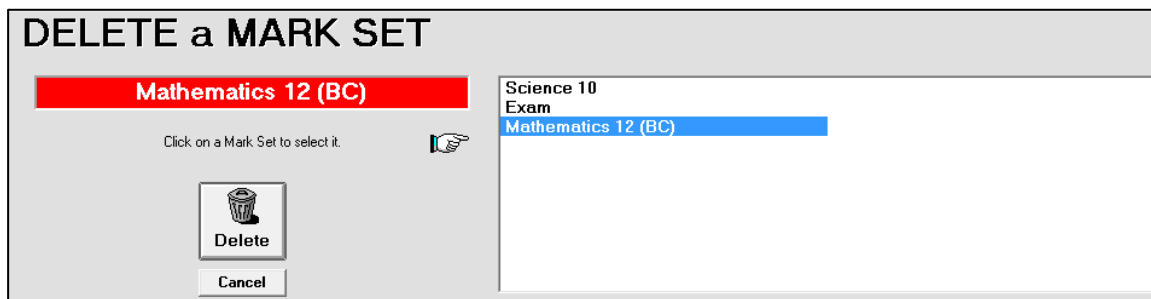 DELETE a MARK SET
Mathematics 12 (BC)
Click on a Mark Set to select it.
Delete
Cancel
Science 10
Exam
Mathematics 12 (BC)